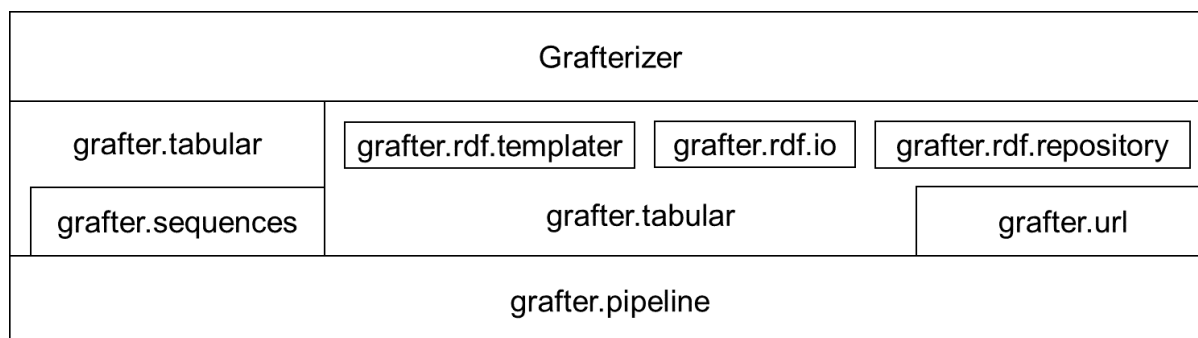 Grafterizer
grafter.tabular
grafter.rdf.templater
grafter.rdf.io
grafter.rdf.repository
grafter.sequences
grafter.tabular
grafter.url
grafter.pipeline